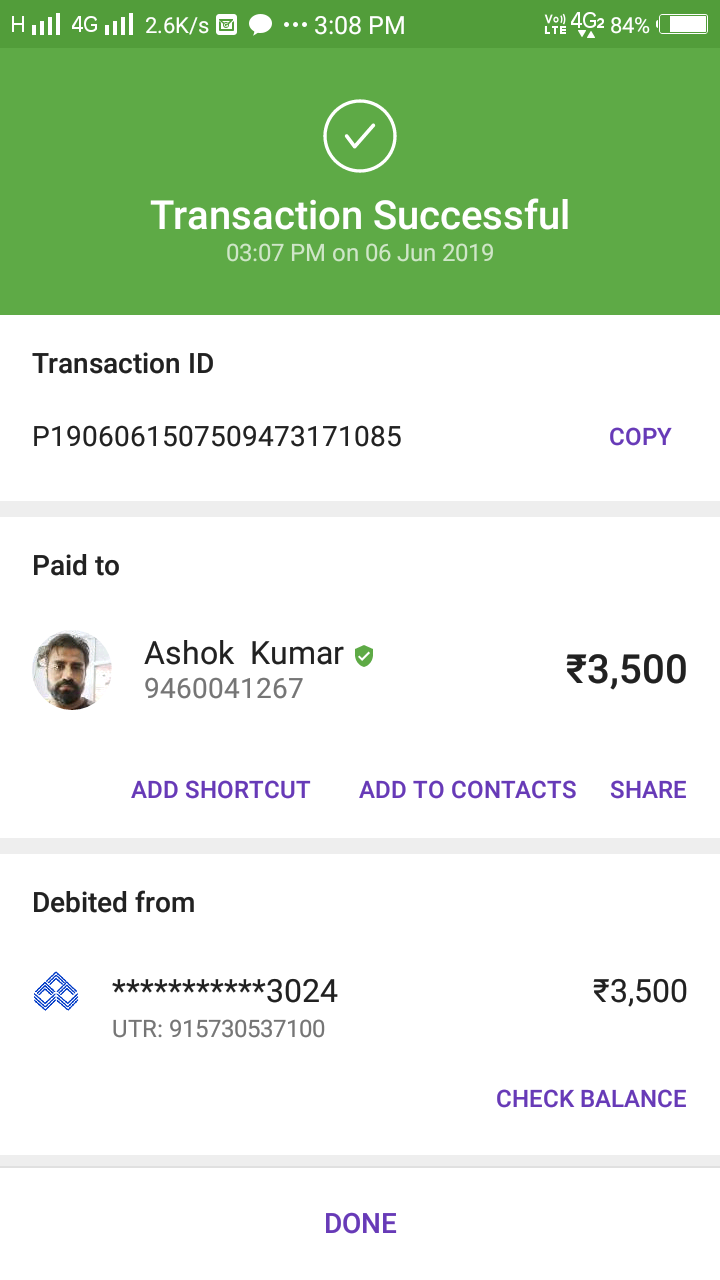 H 4G 2.6K/s 3:08 PM Vo)) LTE 4G2 84%
Transaction Successful
03:07 PM on 06 Jun 2019
Transaction ID
P1906061507509473171085 COPY
Paid to
Ashok Kumar ₹3,500
9460041267
ADD SHORTCUT ADD TO CONTACTS SHARE
Debited from
***********3024 ₹3,500
UTR: 915730537100
CHECK BALANCE
DONE